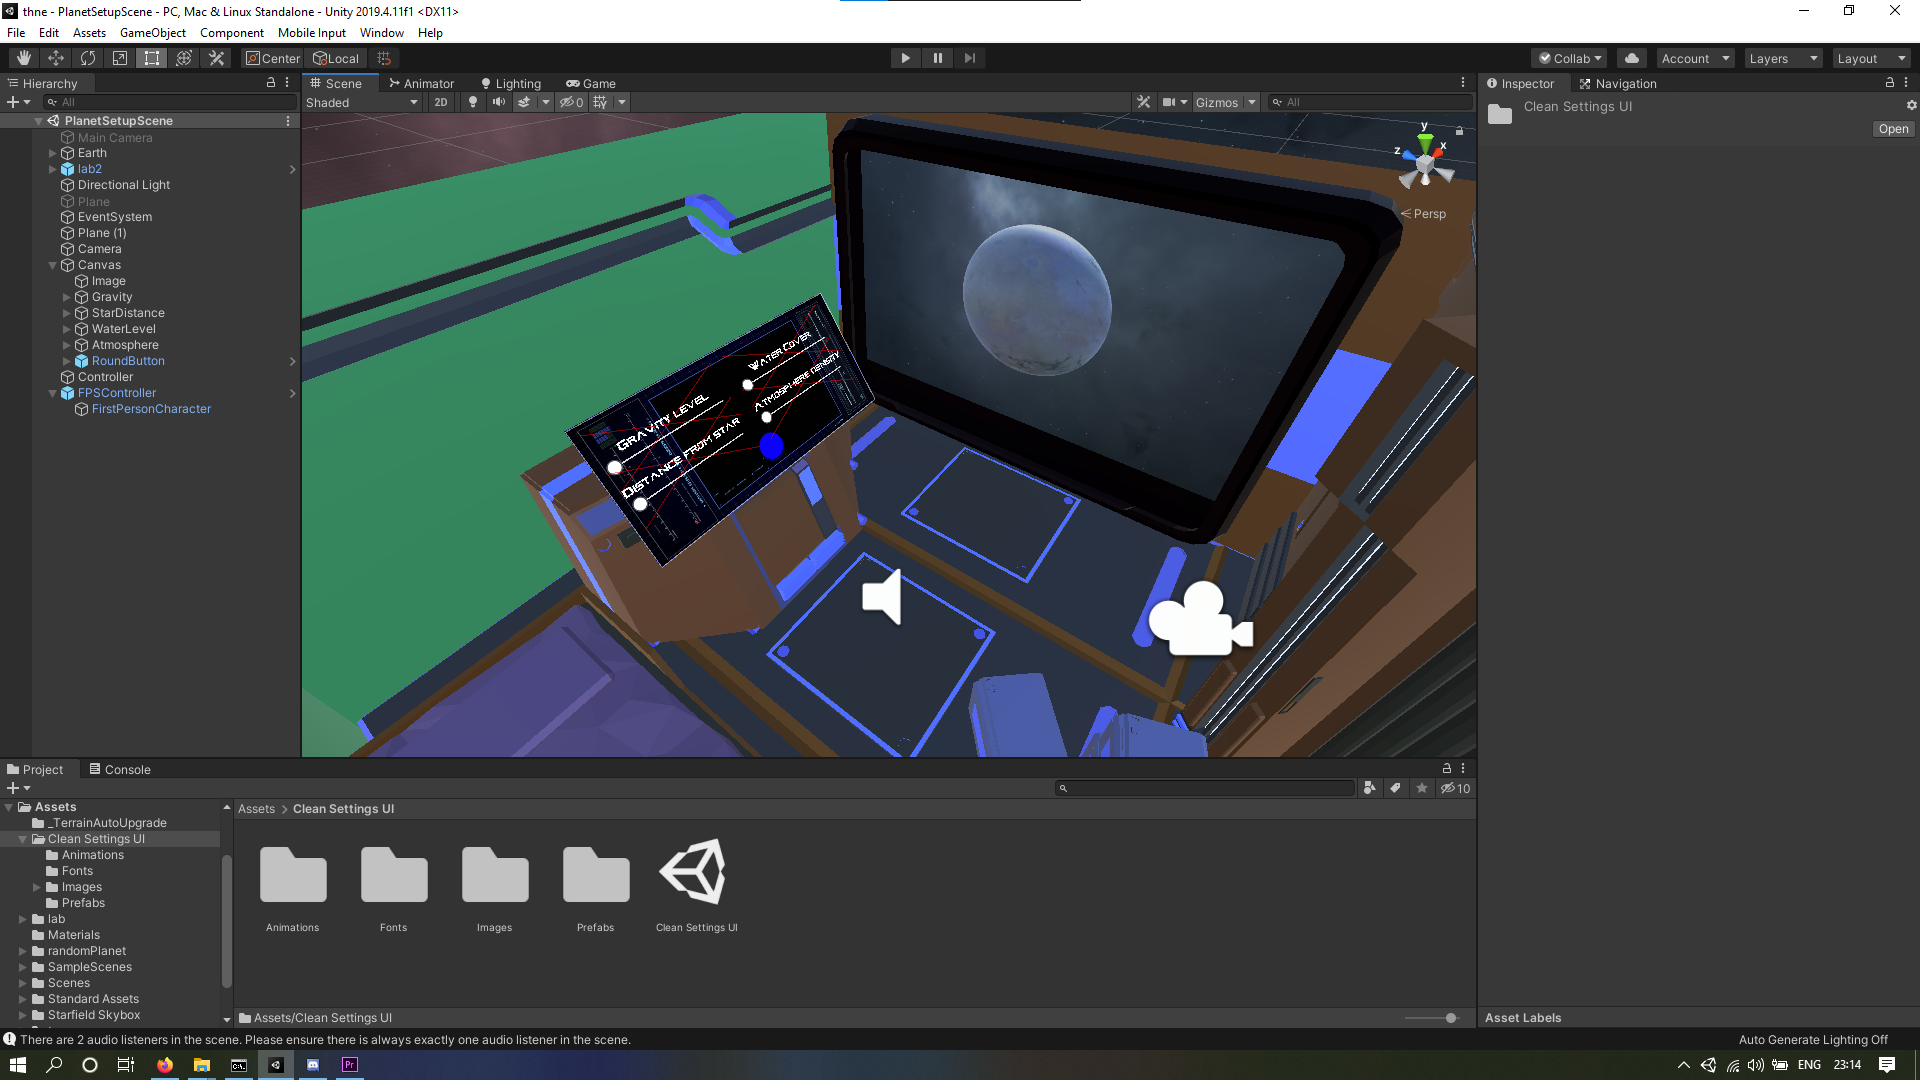 thne - PlanetSetupScene - PC, Mac & Linux Standalone - Unity 2019.4.11f1 <DX11>
File Edit Assets GameObject Component Mobile Input Window Help
Center Local Collab Account Layers Layout
Hierarchy Scene Animator Lighting Game Inspector Navigation
All Shaded 2D 0 Gizmos All
Clean Settings UI
Open
PlanetSetupScene
Main Camera
Earth
lab2
Directional Light
Plane
EventSystem
Plane (1)
Camera
Canvas
Image
Gravity
StarDistance
WaterLevel
Atmosphere
RoundButton
Controller
FPSController
FirstPersonCharacter
y
x
z
Persp
Water Cover
Atmosphere density
Gravity level
Distance from star
Project Console
10
Assets
_TerrainAutoUpgrade
Clean Settings UI
Animations
Fonts
Images
Prefabs
lab
Materials
randomPlanet
SampleScenes
Scenes
Standard Assets
Starfield Skybox
Assets > Clean Settings UI
Animations Fonts Images Prefabs Clean Settings UI
Assets/Clean Settings UI
Asset Labels
There are 2 audio listeners in the scene. Please ensure there is always exactly one audio listener in the scene.
Auto Generate Lighting Off
Pr
ENG 23:14